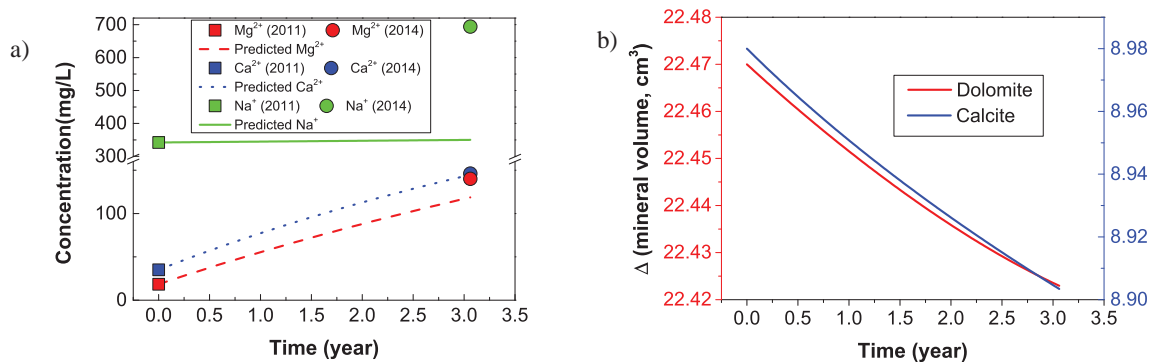 a)
Concentration(mg/L)
700
600
500
400
300
100
0
Mg²⁺ (2011) Mg²⁺ (2014)
Predicted Mg²⁺
Ca²⁺ (2011) Ca²⁺ (2014)
Predicted Ca²⁺
Na⁺ (2011) Na⁺ (2014)
Predicted Na⁺
0.0 0.5 1.0 1.5 2.0 2.5 3.0 3.5
Time (year)
b)
Δ (mineral volume, cm³)
22.48
22.47
22.46
22.45
22.44
22.43
22.42
Dolomite
Calcite
8.98
8.96
8.94
8.92
8.90
0.0 0.5 1.0 1.5 2.0 2.5 3.0 3.5
Time (year)